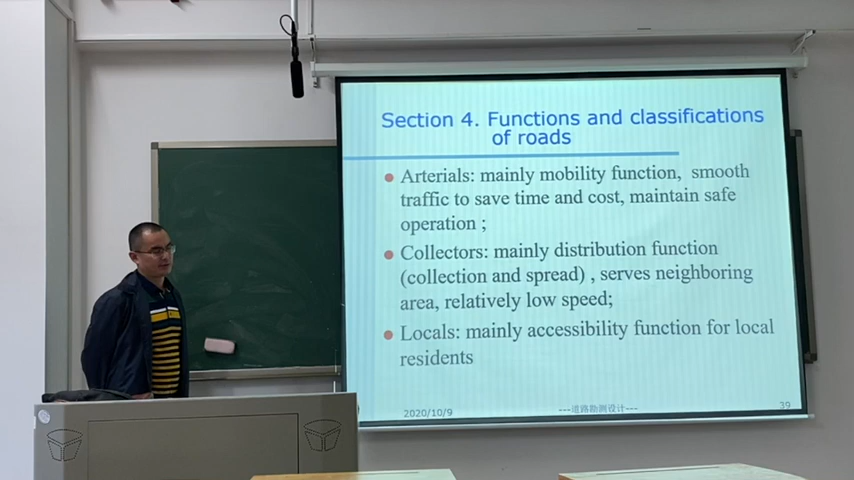 Section 4. Functions and classifications
of roads
Arterials: mainly mobility function, smooth
traffic to save time and cost, maintain safe
operation ;
Collectors: mainly distribution function
(collection and spread) , serves neighboring
area, relatively low speed;
Locals: mainly accessibility function for local
residents
2020/10/9
---道路勘测设计---
39